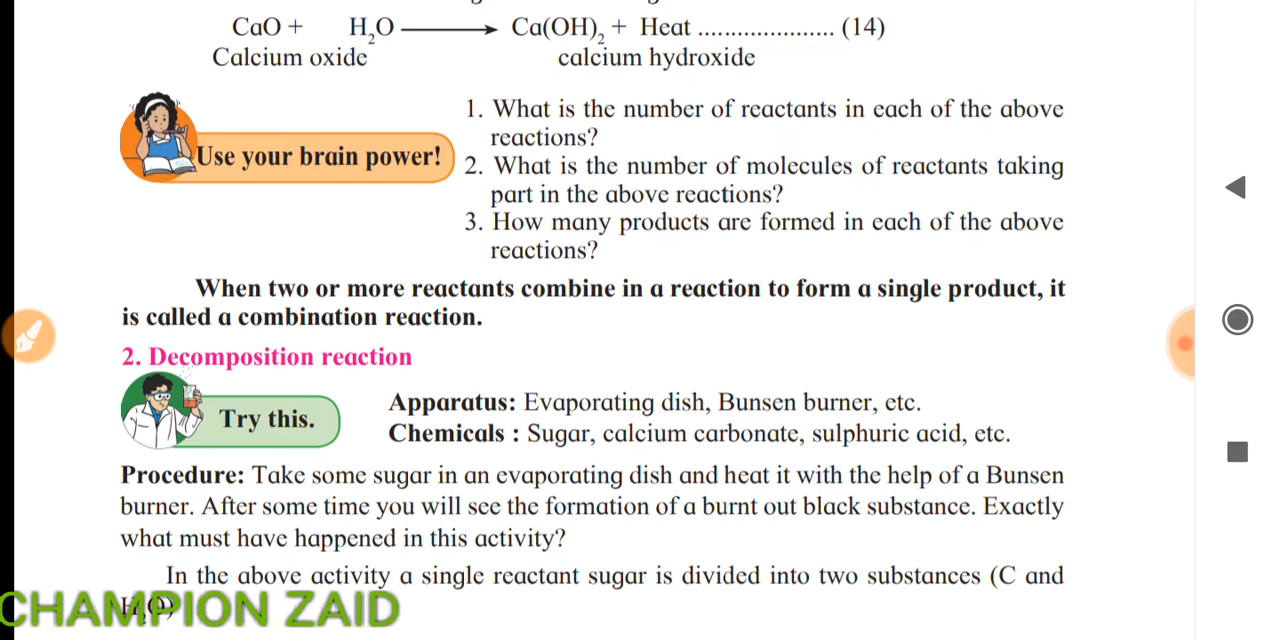 CaO + H₂O ⟶ Ca(OH)₂ + Heat ..................... (14)
Calcium oxide calcium hydroxide
Use your brain power!
1. What is the number of reactants in each of the above
reactions?
2. What is the number of molecules of reactants taking
part in the above reactions?
3. How many products are formed in each of the above
reactions?
When two or more reactants combine in a reaction to form a single product, it
is called a combination reaction.
2. Decomposition reaction
Try this.
Apparatus: Evaporating dish, Bunsen burner, etc.
Chemicals : Sugar, calcium carbonate, sulphuric acid, etc.
Procedure: Take some sugar in an evaporating dish and heat it with the help of a Bunsen
burner. After some time you will see the formation of a burnt out black substance. Exactly
what must have happened in this activity?
In the above activity a single reactant sugar is divided into two substances (C and
CHAMPION ZAID